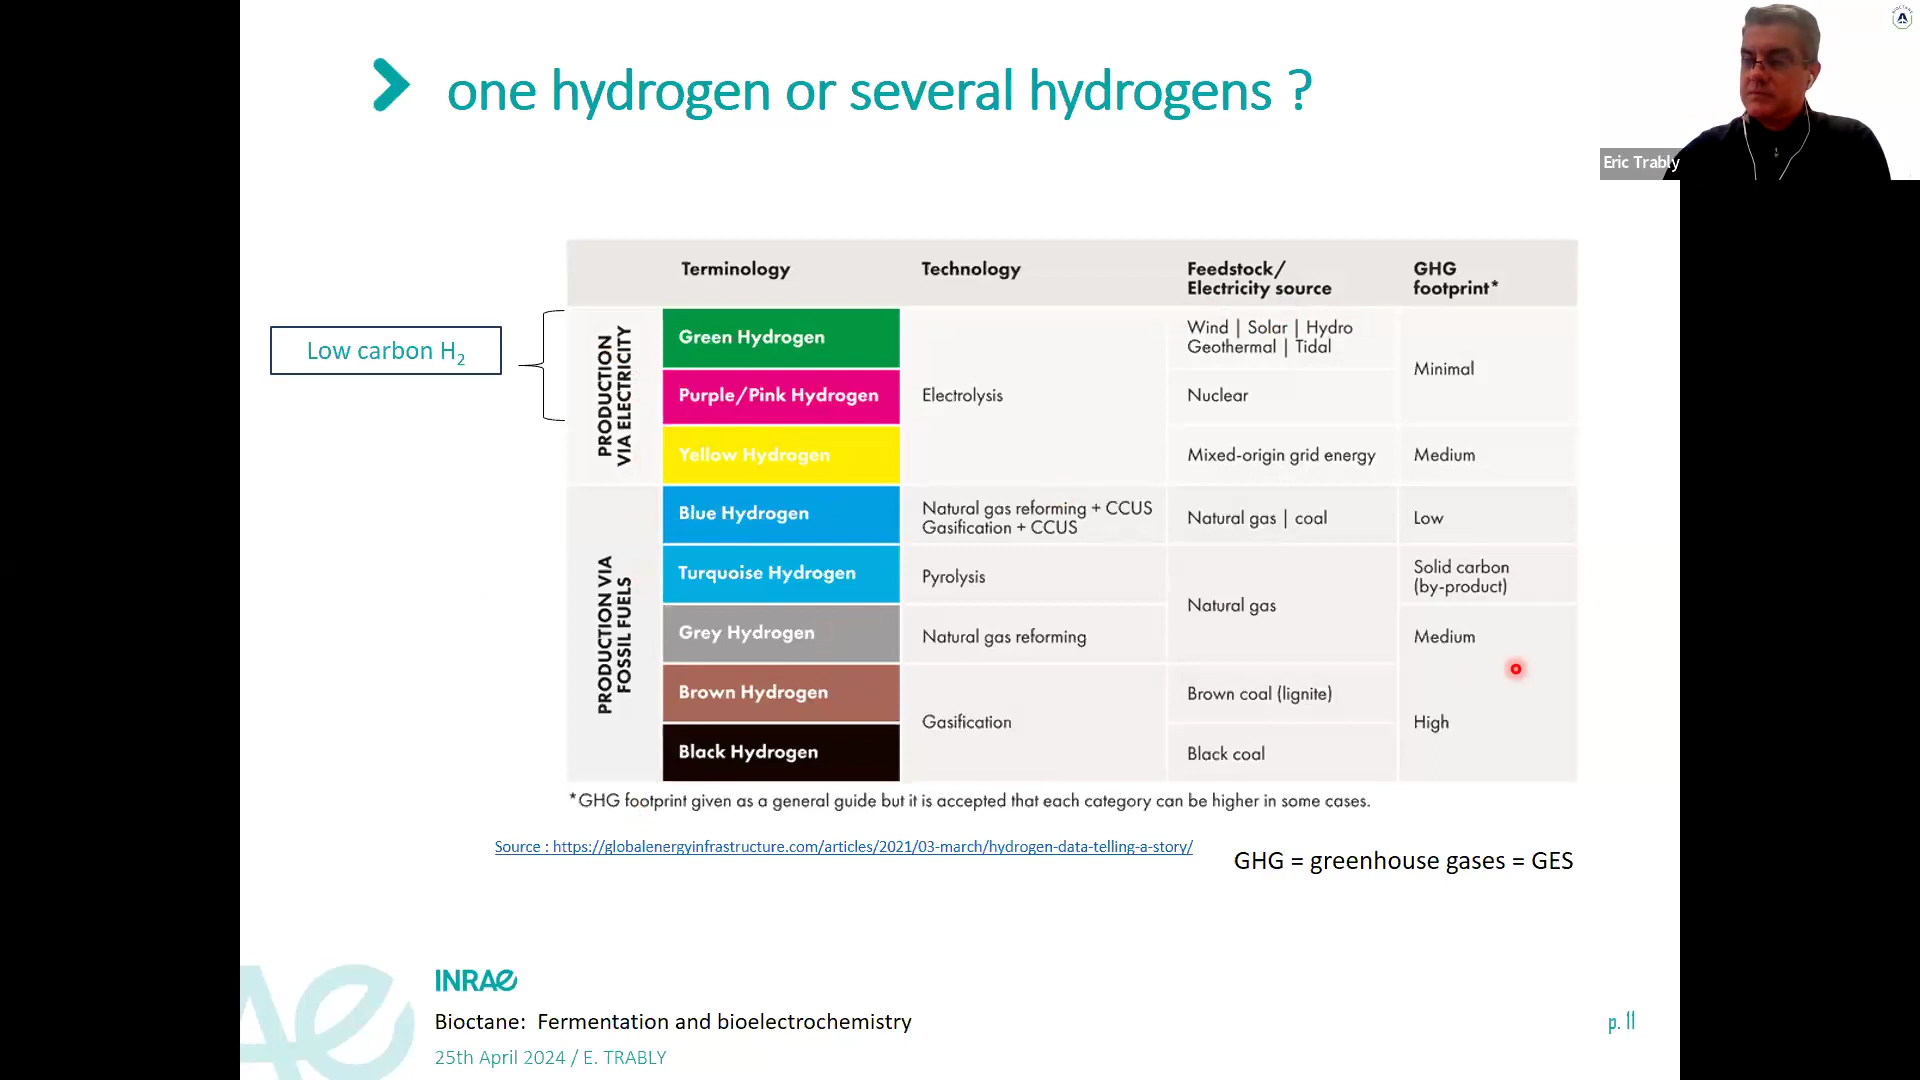 one hydrogen or several hydrogens ?
BIOCTANE
Eric Trably
Low carbon H₂
Terminology
Technology
Feedstock/
Electricity source
GHG
footprint*
PRODUCTION
VIA ELECTRICITY
Green Hydrogen
Electrolysis
Wind | Solar | Hydro
Geothermal | Tidal
Minimal
Purple/Pink Hydrogen
Nuclear
Yellow Hydrogen
Mixed-origin grid energy
Medium
PRODUCTION VIA
FOSSIL FUELS
Blue Hydrogen
Natural gas reforming + CCUS
Gasification + CCUS
Natural gas | coal
Low
Turquoise Hydrogen
Pyrolysis
Natural gas
Solid carbon
(by-product)
Grey Hydrogen
Natural gas reforming
Medium
Brown Hydrogen
Gasification
Brown coal (lignite)
High
Black Hydrogen
Black coal
*GHG footprint given as a general guide but it is accepted that each category can be higher in some cases.
Source : https://globalenergyinfrastructure.com/articles/2021/03-march/hydrogen-data-telling-a-story/
GHG = greenhouse gases = GES
INRAE
Bioctane: Fermentation and bioelectrochemistry
25th April 2024 / E. TRABLY
p. 11